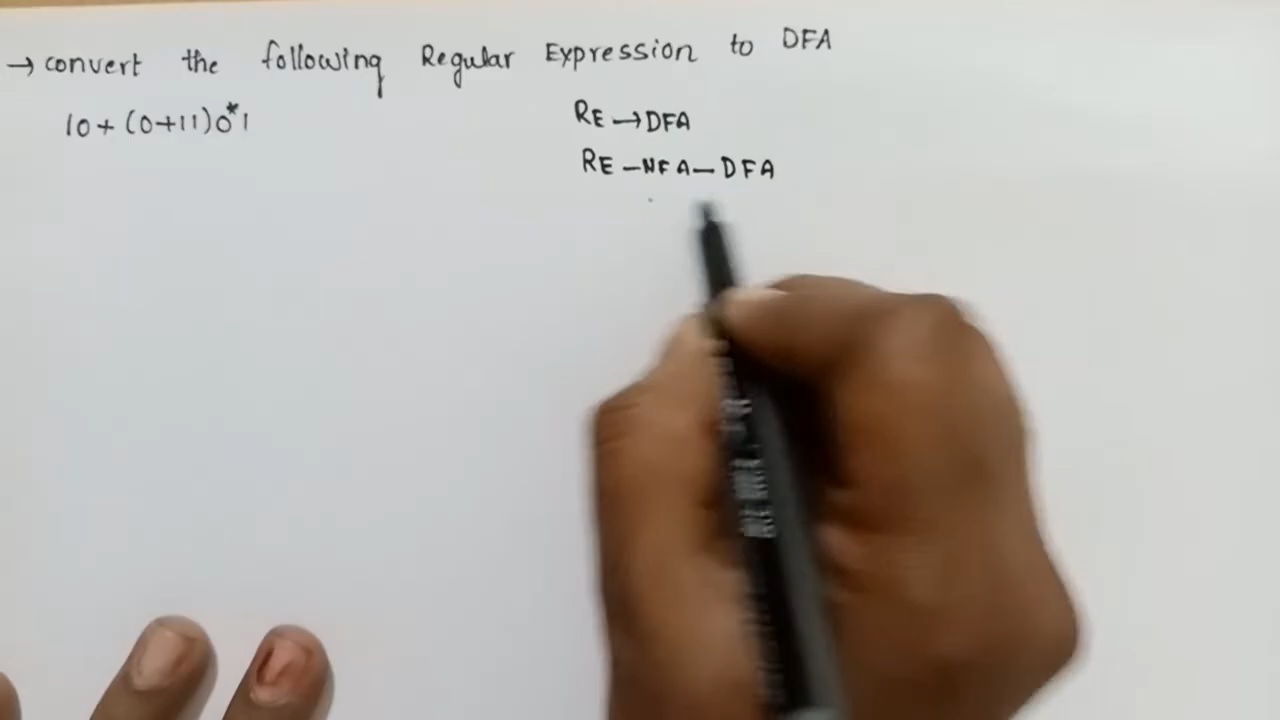 → convert the following Regular Expression to DFA
10+(0+11)0*1
RE→DFA
RE-NFA-DFA